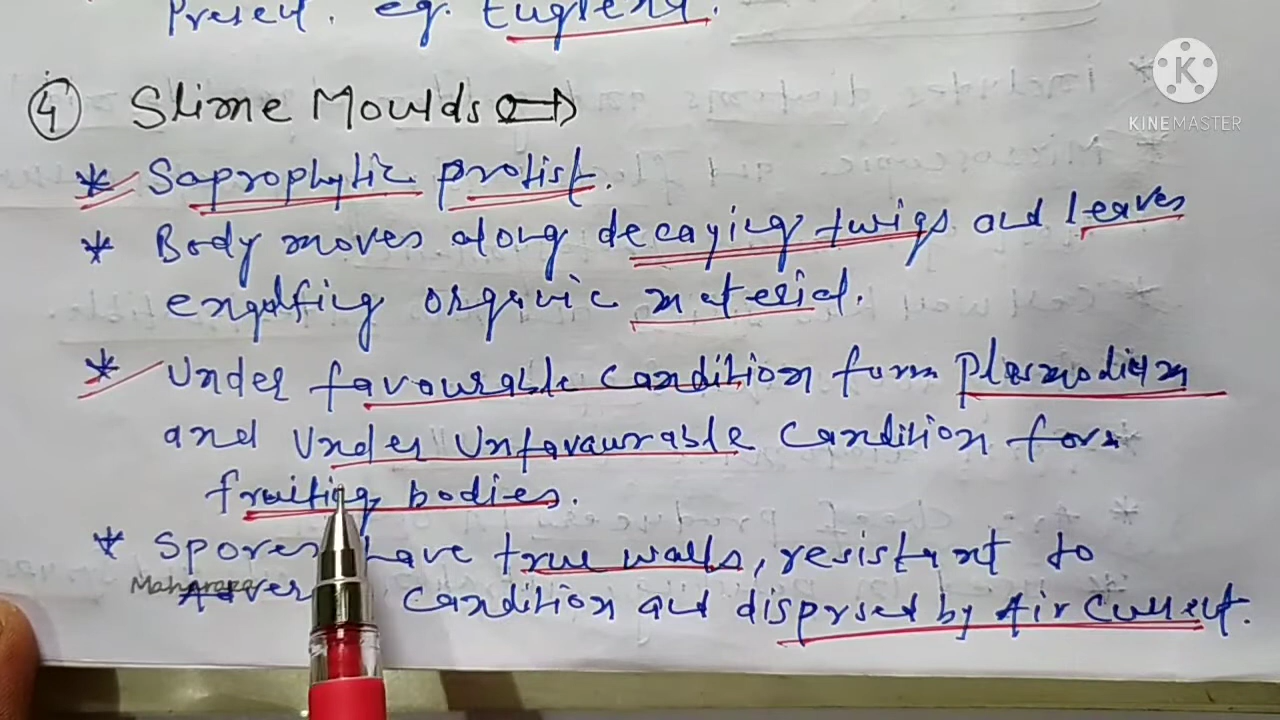 Present. eg. Euglena.
KINEMASTER
④ Slime Moulds
* Saprophytic protist.
* Body moves along decaying twigs and leaves
engulfing organic material.
* Under favourable condition form Plasmodium
and Under Unfavourable Condition form
fruiting bodies.
* Spores have true walls, resistant to
condition and disprsed by Air Current.